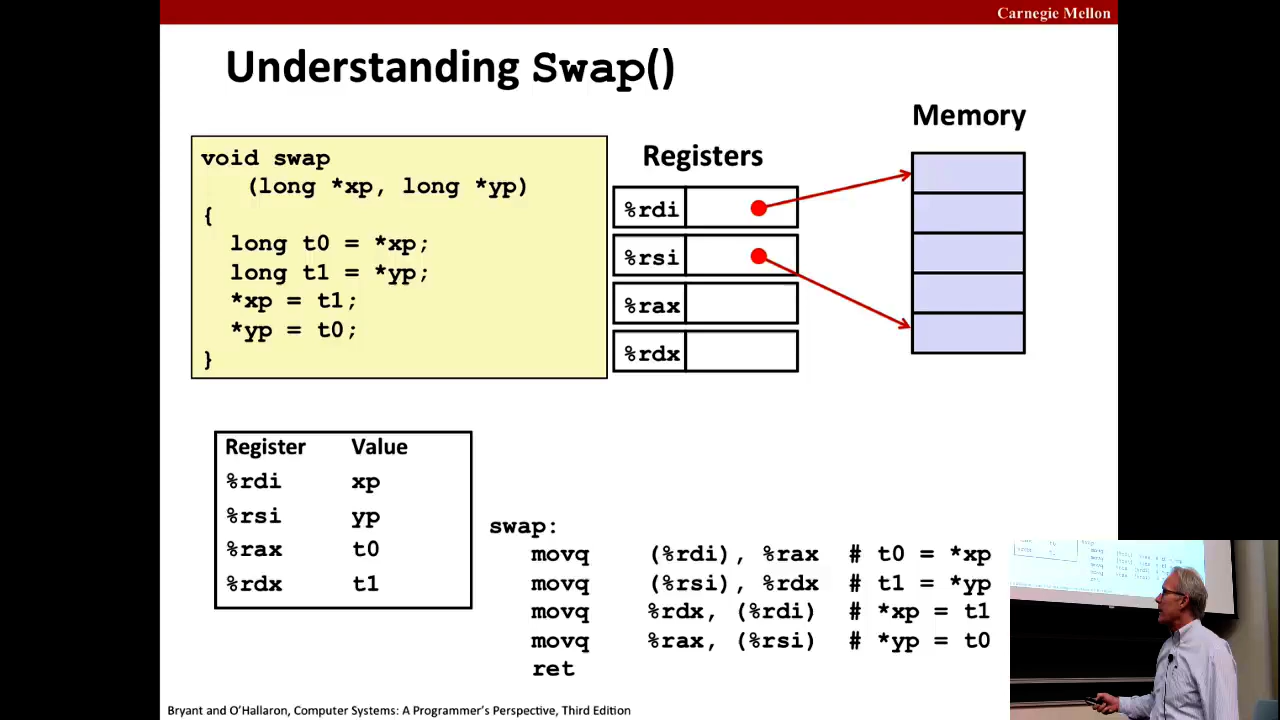 Carnegie Mellon
Understanding Swap()
void swap
(long *xp, long *yp)
{
long t0 = *xp;
long t1 = *yp;
*xp = t1;
*yp = t0;
}
Registers
%rdi
%rsi
%rax
%rdx
Memory
Register Value
%rdi xp
%rsi yp
%rax t0
%rdx t1
swap:
movq (%rdi), %rax # t0 = *xp
movq (%rsi), %rdx # t1 = *yp
movq %rdx, (%rdi) # *xp = t1
movq %rax, (%rsi) # *yp = t0
ret
Bryant and O'Hallaron, Computer Systems: A Programmer's Perspective, Third Edition